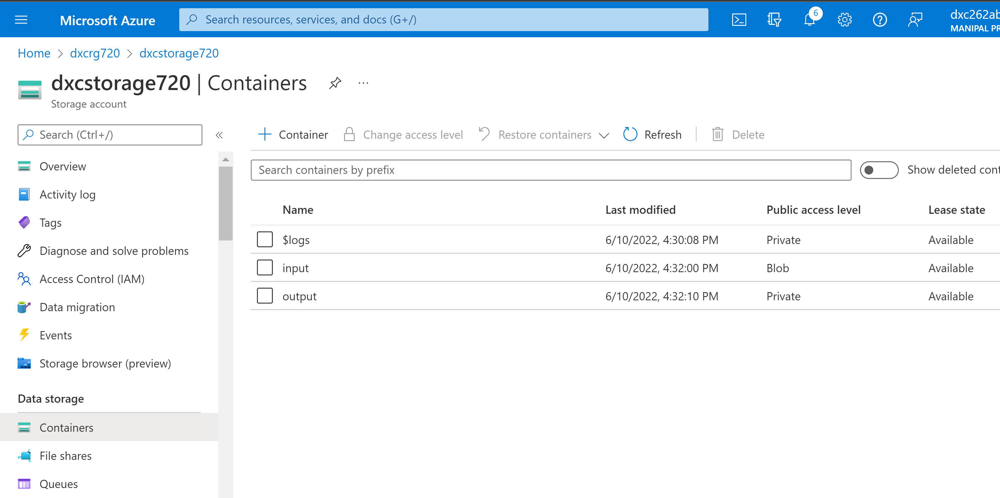 Microsoft Azure
Search resources, services, and docs (G+/)
6
dxc262ab
MANIPAL PR
Home > dxcrg720 > dxcstorage720
dxcstorage720 | Containers
...
Storage account
Search (Ctrl+/)
«
Container
Change access level
Restore containers
Refresh
Delete
Overview
Activity log
Tags
Diagnose and solve problems
Access Control (IAM)
Data migration
Events
Storage browser (preview)
Data storage
Containers
File shares
Queues
Search containers by prefix
Show deleted cont
Name Last modified Public access level Lease state
$logs 6/10/2022, 4:30:08 PM Private Available
input 6/10/2022, 4:32:00 PM Blob Available
output 6/10/2022, 4:32:10 PM Private Available